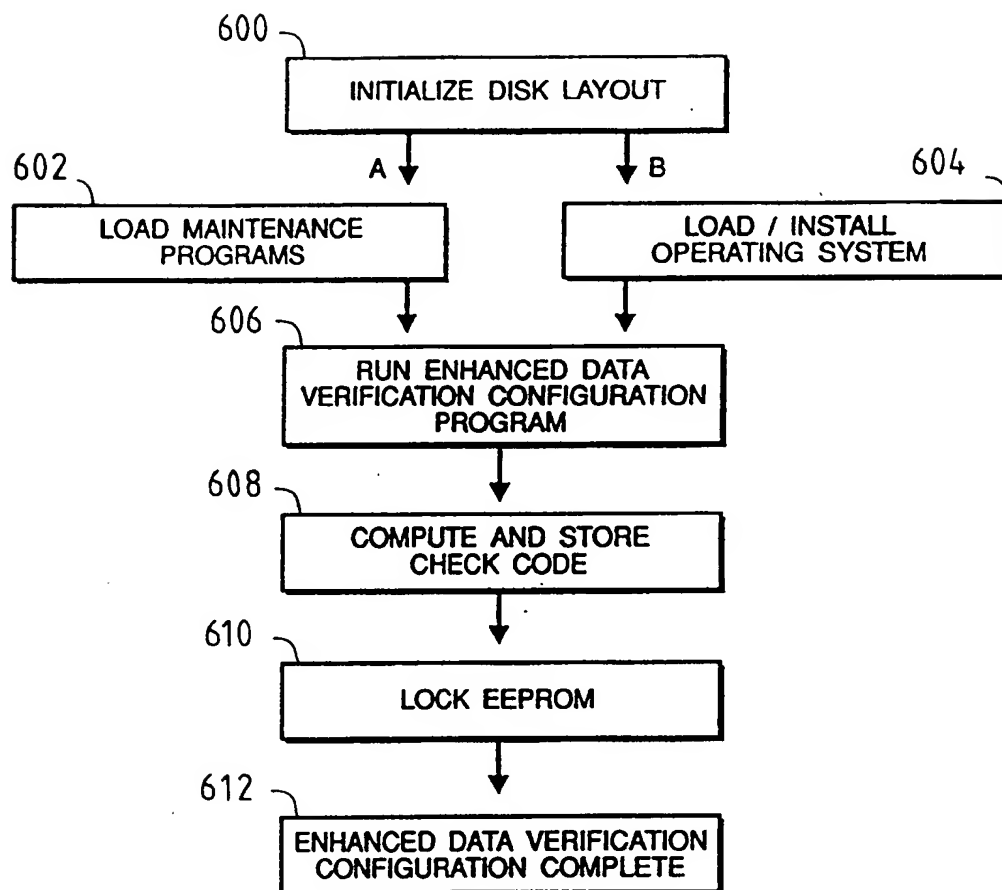 600
INITIALIZE DISK LAYOUT
A
B
602
LOAD MAINTENANCE
PROGRAMS
604
LOAD / INSTALL
OPERATING SYSTEM
606
RUN ENHANCED DATA
VERIFICATION CONFIGURATION
PROGRAM
608
COMPUTE AND STORE
CHECK CODE
610
LOCK EEPROM
612
ENHANCED DATA VERIFICATION
CONFIGURATION COMPLETE